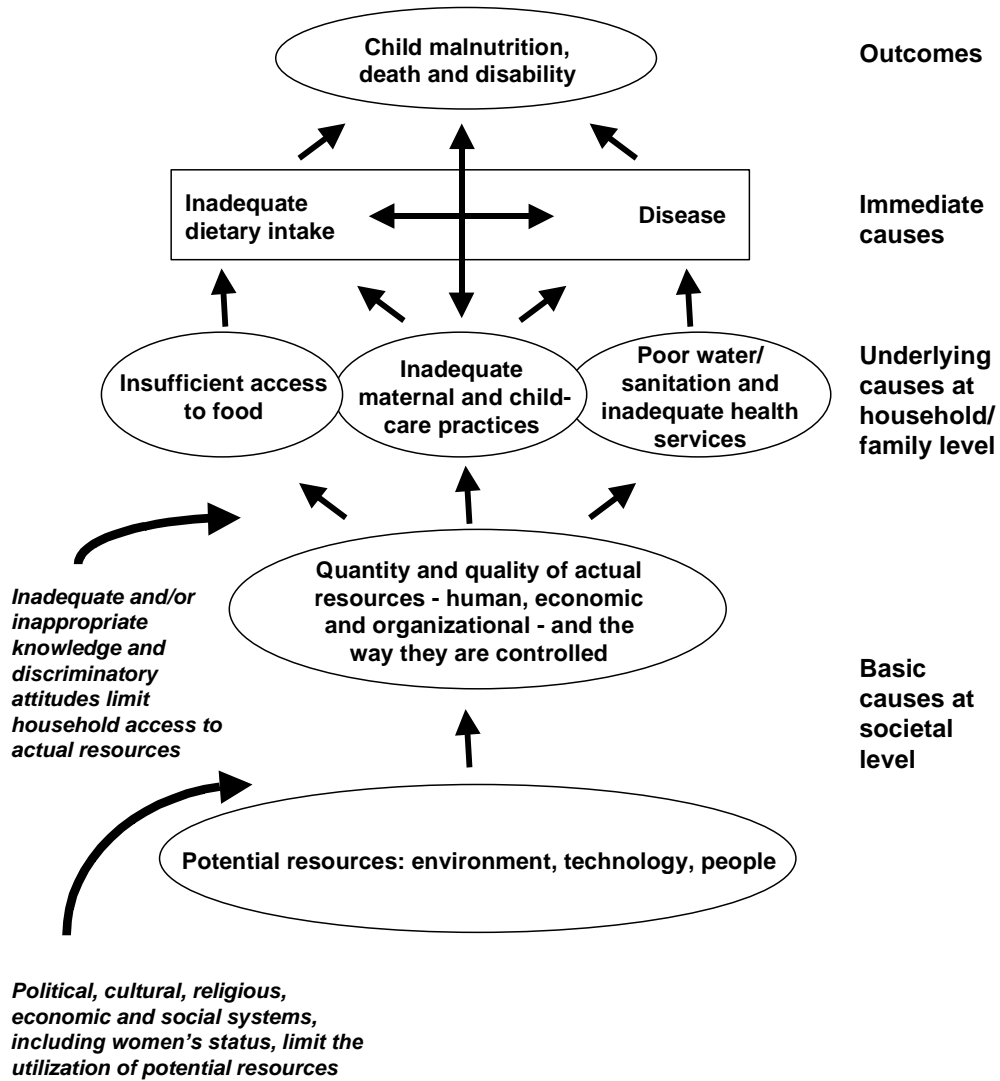 Child malnutrition,
death and disability
Outcomes
Inadequate
dietary intake
Disease
Immediate
causes
Insufficient access
to food
Inadequate
maternal and child-
care practices
Poor water/
sanitation and
inadequate health
services
Underlying
causes at
household/
family level
Quantity and quality of actual
resources - human, economic
and organizational - and the
way they are controlled
Inadequate and/or
inappropriate
knowledge and
discriminatory
attitudes limit
household access to
actual resources
Basic
causes at
societal
level
Potential resources: environment, technology, people
Political, cultural, religious,
economic and social systems,
including women's status, limit the
utilization of potential resources